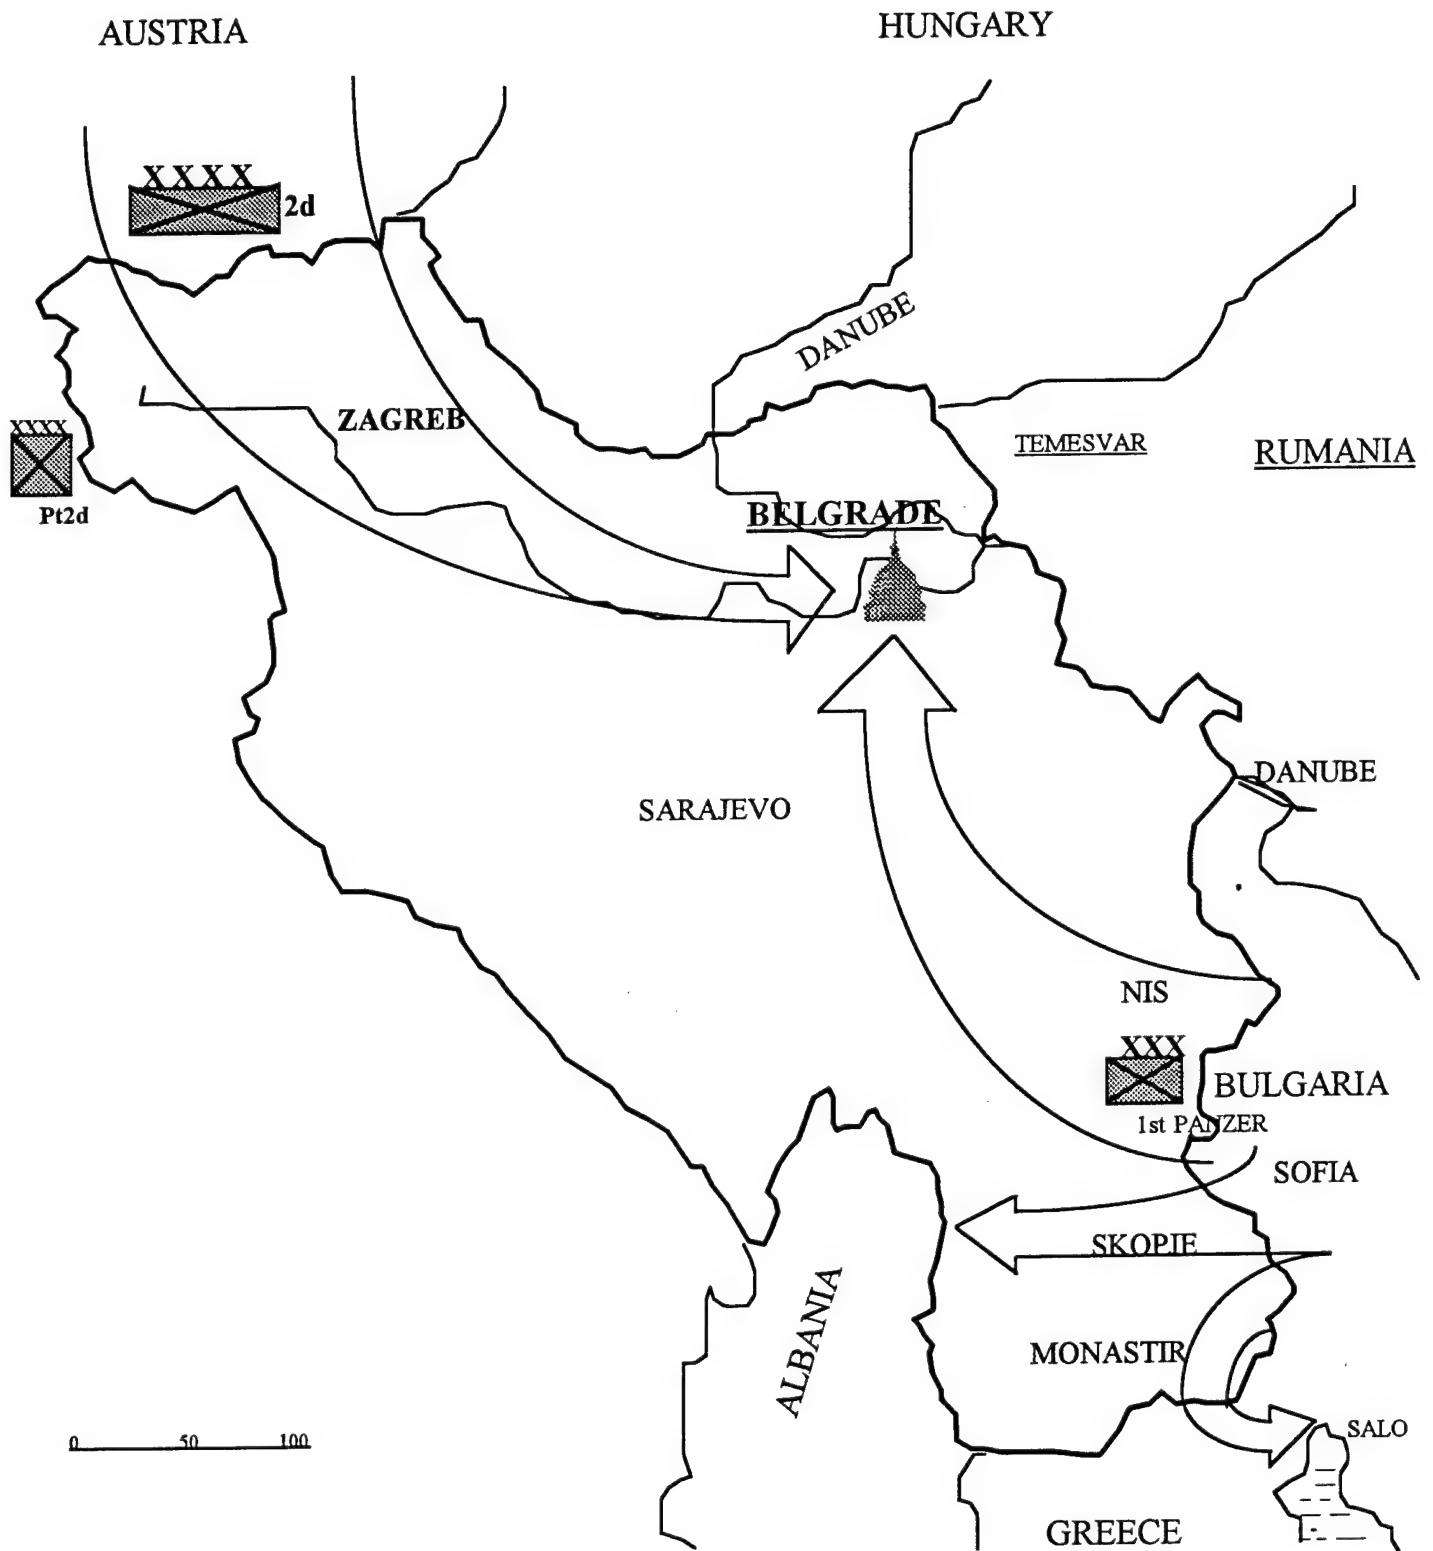 AUSTRIA
HUNGARY
X X X X
2d
DANUBE
ZAGREB
XXXX
Pt2d
TEMESVAR
RUMANIA
BELGRADE
DANUBE
SARAJEVO
NIS
XXX
BULGARIA
1st PANZER
SOFIA
SKOPJE
ALBANIA
MONASTIR
SALO
0 50 100
GREECE